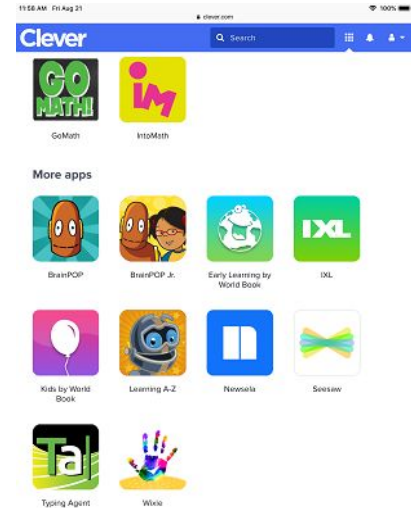 11:58 AM Fri Aug 21
100%
clever.com
Clever
Search
GO
MATH!
iM
GoMath
IntoMath
More apps
IXL
BrainPOP
BrainPOP Jr.
Early Learning by
World Book
IXL
Kids by World
Book
Learning A-Z
Newsela
Seesaw
Ta
Typing Agent
Wixie